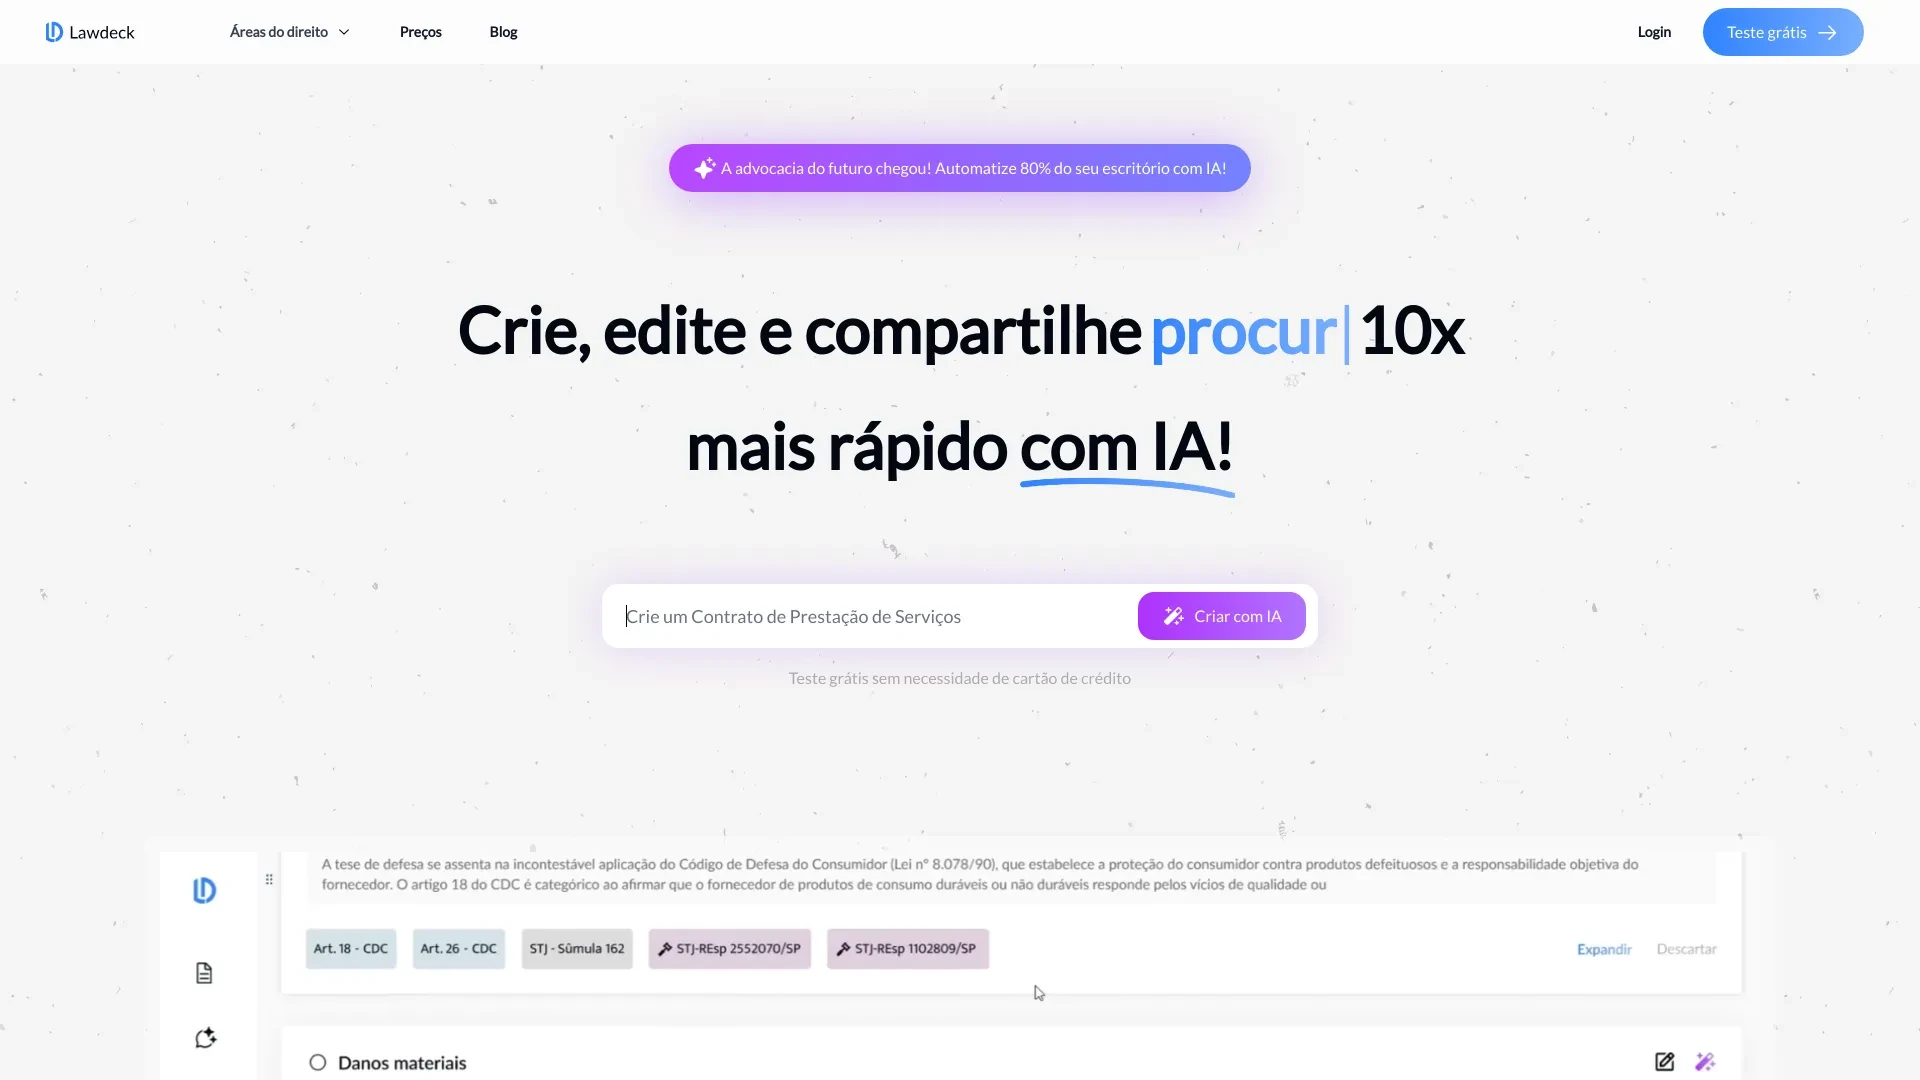 Lawdeck
Áreas do direito
Preços
Blog
Login
Teste grátis
A advocacia do futuro chegou! Automatize 80% do seu escritório com IA!
Crie, edite e compartilhe procur| 10x
mais rápido com IA!
Crie um Contrato de Prestação de Serviços
Criar com IA
Teste grátis sem necessidade de cartão de crédito
A tese de defesa se assenta na incontestável aplicação do Código de Defesa do Consumidor (Lei nº 8.078/90), que estabelece a proteção do consumidor contra produtos defeituosos e a responsabilidade objetiva do
fornecedor. O artigo 18 do CDC é categórico ao afirmar que o fornecedor de produtos de consumo duráveis ou não duráveis responde pelos vícios de qualidade ou
Art. 18 - CDC
Art. 26 - CDC
STJ - Súmula 162
STJ-REsp 2552070/SP
STJ-REsp 1102809/SP
Expandir
Descartar
Danos materiais